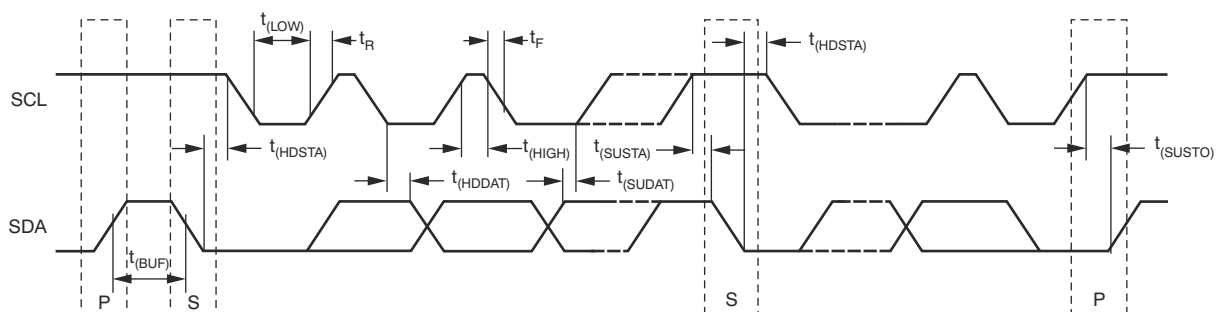 t(LOW)
tR
tF
t(HDSTA)
SCL
t(HDSTA)
t(HIGH)
t(SUSTA)
t(SUSTO)
t(HDDAT)
t(SUDAT)
SDA
t(BUF)
P
S
S
P